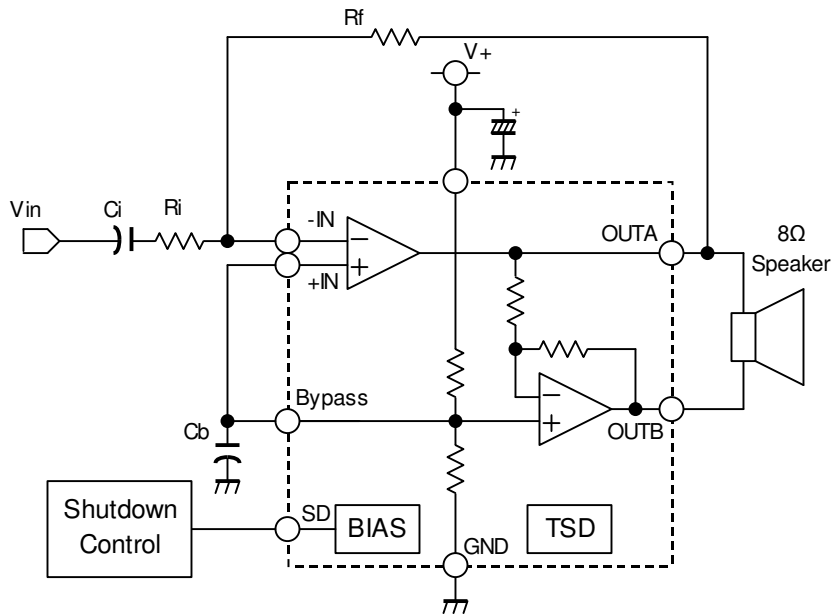 Rf
V+
+
Vin
Ci
Ri
-IN
−
+
+IN
OUTA
8Ω
Speaker
Bypass
−
+
OUTB
Cb
Shutdown
Control
SD
BIAS
TSD
GND